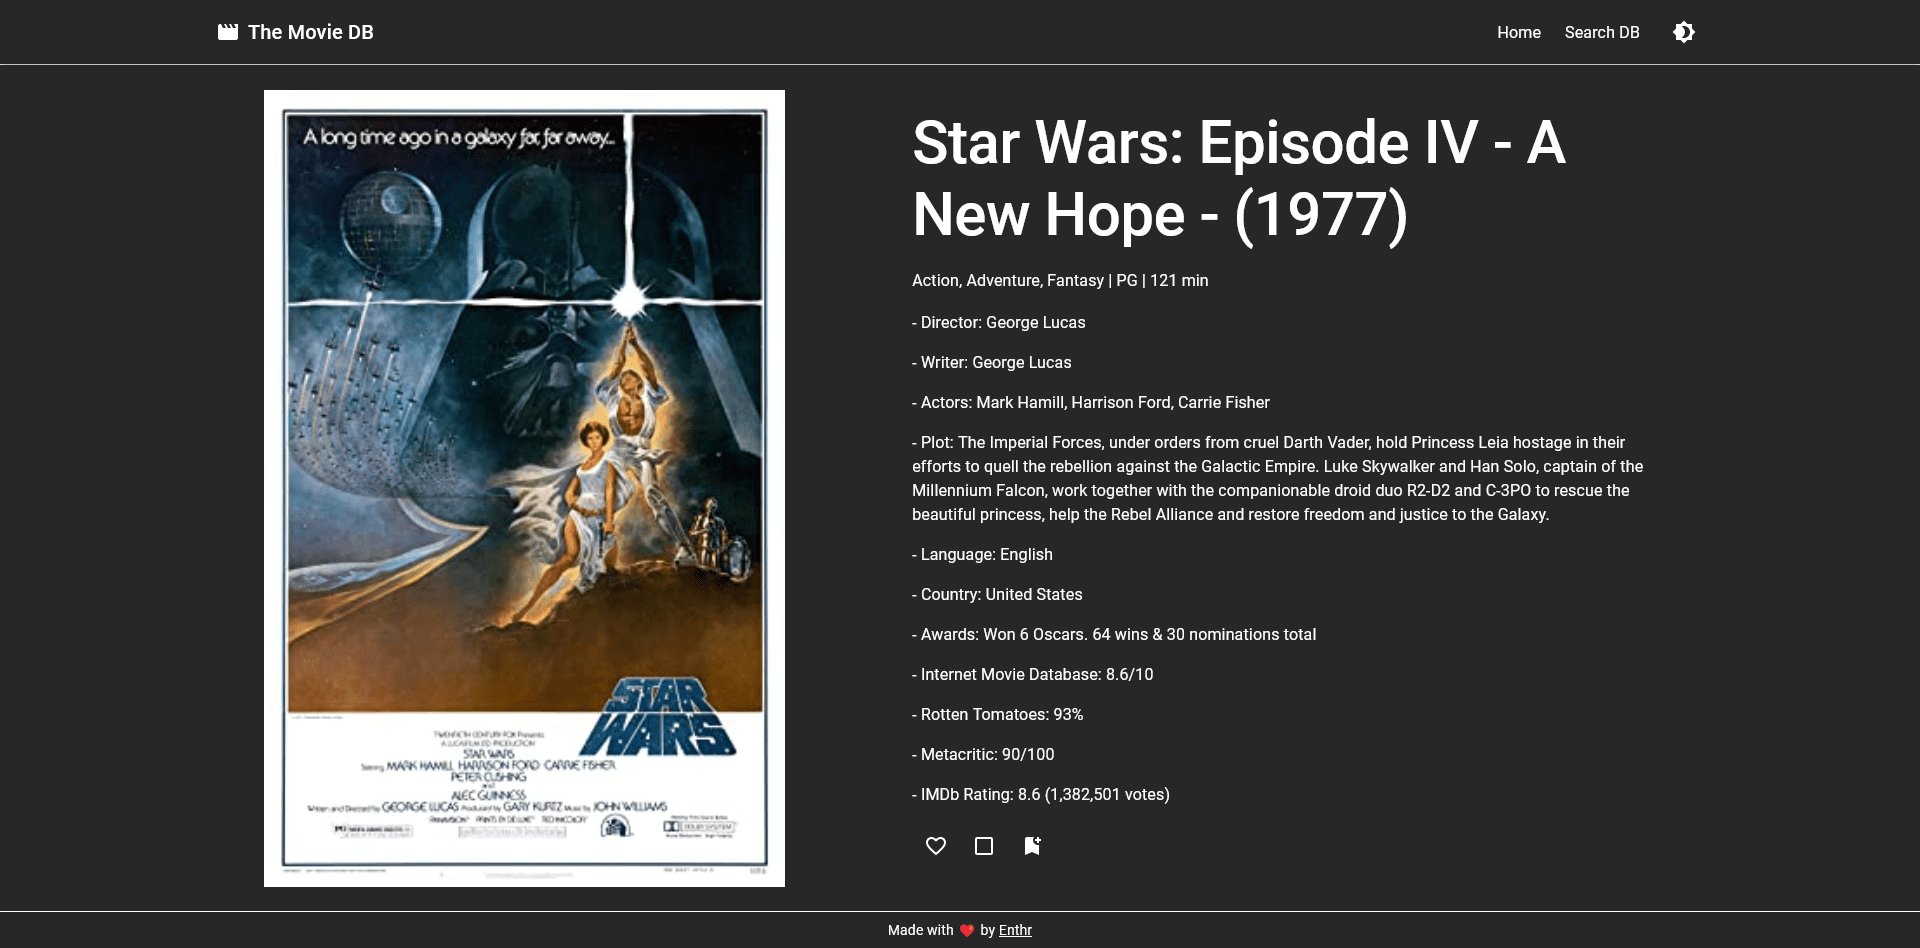 The Movie DB
Home
Search DB
A long time ago in a galaxy far, far away...
STAR
WARS
TWENTIETH CENTURY FOX Presents
A LUCASFILM LTD PRODUCTION
STAR WARS
Starring MARK HAMILL HARRISON FORD CARRIE FISHER
PETER CUSHING
and
ALEC GUINNESS
Written and Directed by GEORGE LUCAS Produced by GARY KURTZ Music by JOHN WILLIAMS
PANAVISION PRINTS BY DE LUXE TECHNICOLOR
PG
DOLBY SYSTEM
Star Wars: Episode IV - A
New Hope - (1977)
Action, Adventure, Fantasy | PG | 121 min
- Director: George Lucas
- Writer: George Lucas
- Actors: Mark Hamill, Harrison Ford, Carrie Fisher
- Plot: The Imperial Forces, under orders from cruel Darth Vader, hold Princess Leia hostage in their
efforts to quell the rebellion against the Galactic Empire. Luke Skywalker and Han Solo, captain of the
Millennium Falcon, work together with the companionable droid duo R2-D2 and C-3PO to rescue the
beautiful princess, help the Rebel Alliance and restore freedom and justice to the Galaxy.
- Language: English
- Country: United States
- Awards: Won 6 Oscars. 64 wins & 30 nominations total
- Internet Movie Database: 8.6/10
- Rotten Tomatoes: 93%
- Metacritic: 90/100
- IMDb Rating: 8.6 (1,382,501 votes)
Made with ❤️ by Enthr